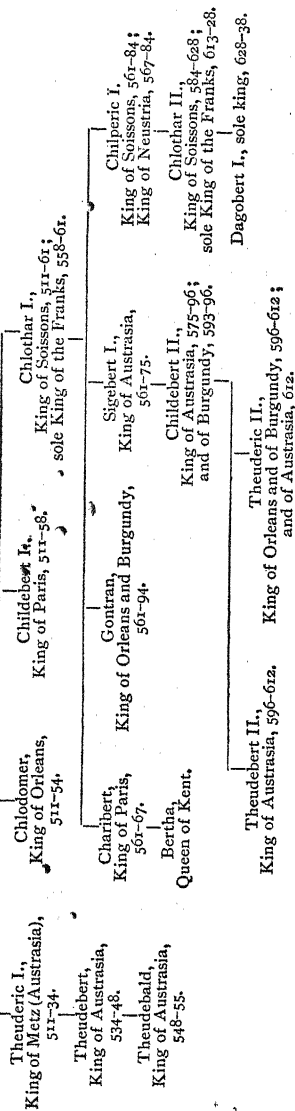 Theuderic I.,
King of Metz (Austrasia),
511–34.
Chlodomer,
King of Orleans,
511–54.
Childebert I.,
King of Paris, 511–58.
Chlothar I.,
King of Soissons, 511–61;
sole King of the Franks, 558–61.
Theudebert,
King of Austrasia,
534–48.
Theudebald,
King of Austrasia,
548–55.
Charibert,
King of Paris,
561–67.
Gontran,
King of Orleans and Burgundy,
561–94.
Sigebert I.,
King of Austrasia,
561–75.
Chilperic I.
King of Soissons, 561–84;
King of Neustria, 567–84.
Bertha,
Queen of Kent.
Childebert II.,
King of Austrasia, 575–96;
and of Burgundy, 593–96.
Chlothar II.,
King of Soissons, 584–628;
sole King of the Franks, 613–28.
Theudebert II.,
King of Austrasia, 596–612.
Theuderic II.,
King of Orleans and of Burgundy, 596–612;
and of Austrasia, 612.
Dagobert I., sole king, 628–38.